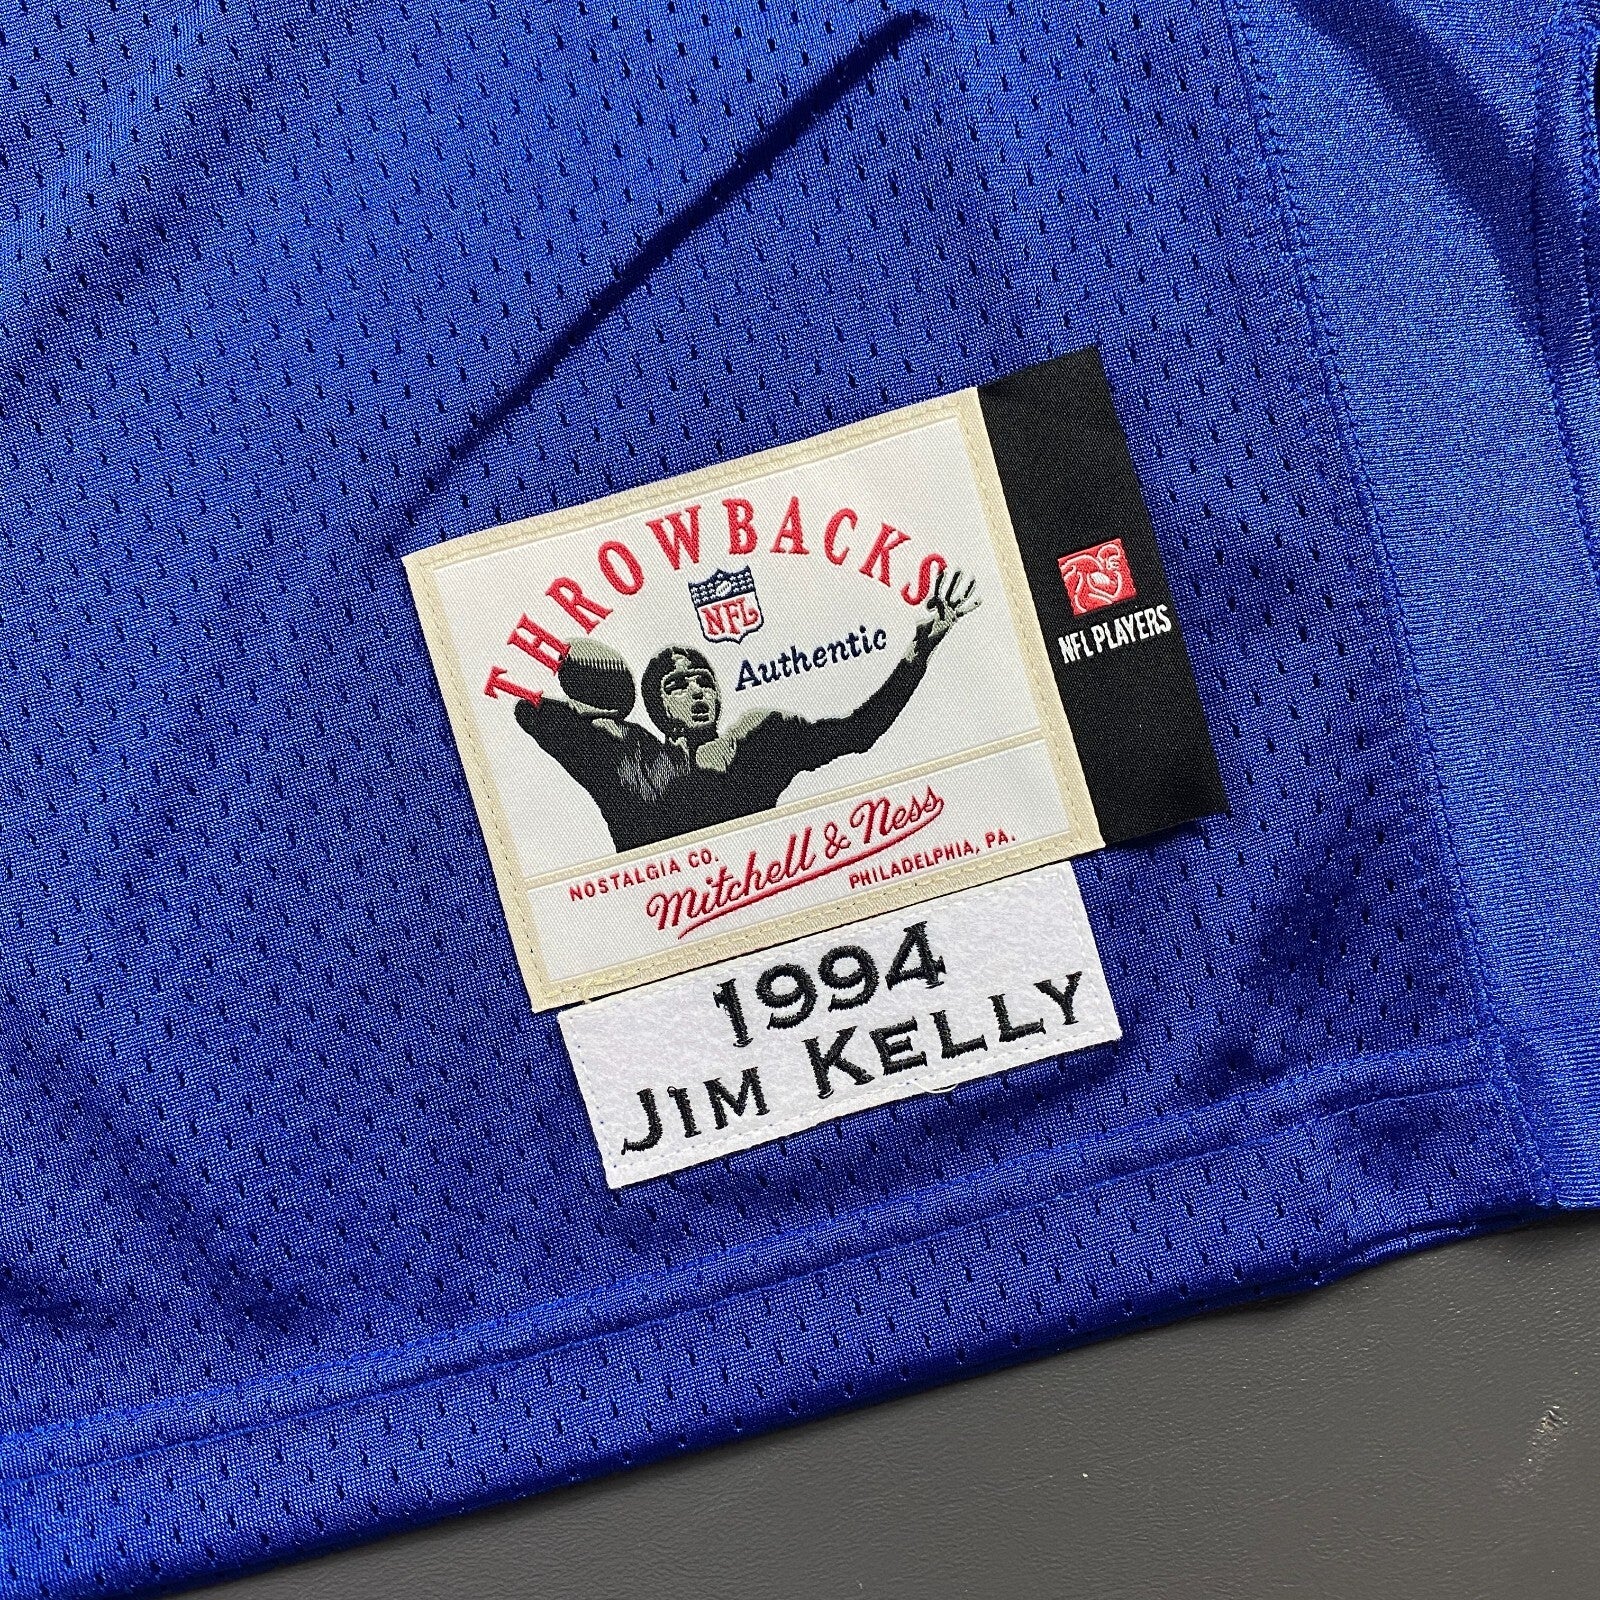 THROWBACKS
NFL
Authentic
NFL PLAYERS
NOSTALGIA CO.
Mitchell & Ness
PHILADELPHIA, PA.
1994
JIM KELLY